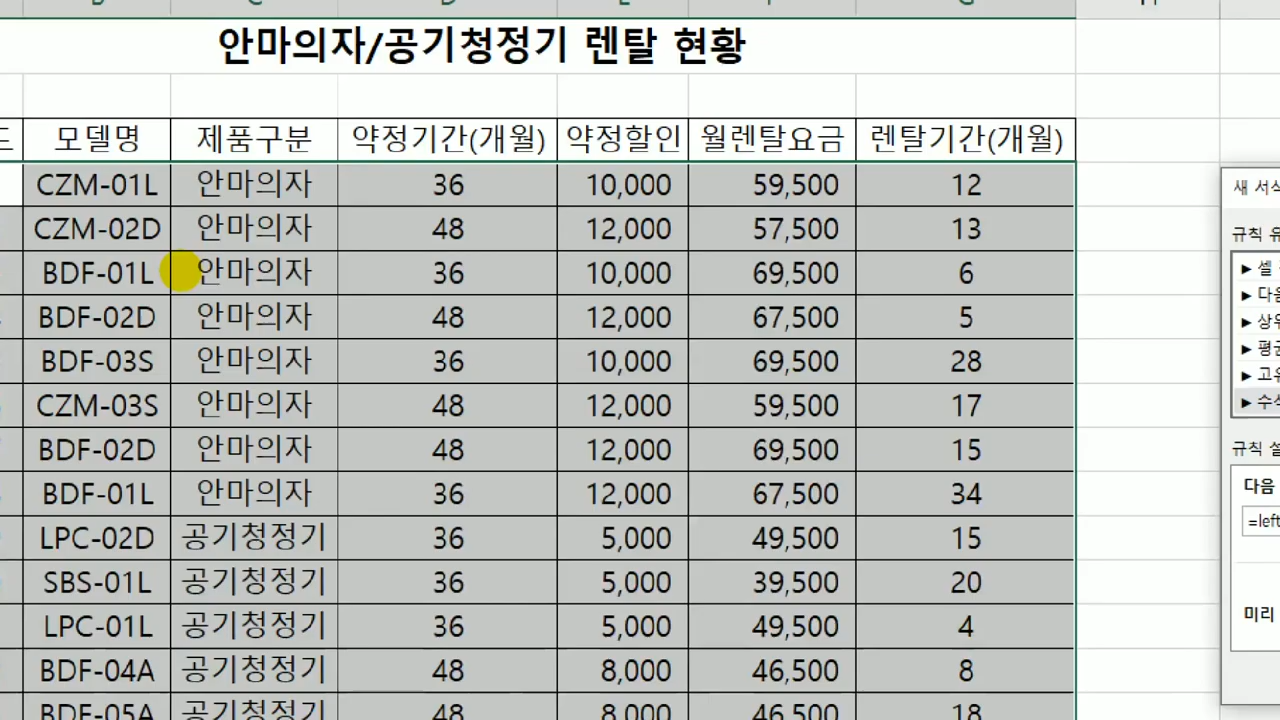 안마의자/공기청정기 렌탈 현황
모델명 제품구분 약정기간(개월) 약정할인 월렌탈요금 렌탈기간(개월)
CZM-01L 안마의자 36 10,000 59,500 12
CZM-02D 안마의자 48 12,000 57,500 13
BDF-01L 안마의자 36 10,000 69,500 6
BDF-02D 안마의자 48 12,000 67,500 5
BDF-03S 안마의자 36 10,000 69,500 28
CZM-03S 안마의자 48 12,000 59,500 17
BDF-02D 안마의자 48 12,000 69,500 15
BDF-01L 안마의자 36 12,000 67,500 34
LPC-02D 공기청정기 36 5,000 49,500 15
SBS-01L 공기청정기 36 5,000 39,500 20
LPC-01L 공기청정기 36 5,000 49,500 4
BDF-04A 공기청정기 48 8,000 46,500 8
BDF-05A 공기청정기 48 8,000 46,500 18
새 서식
규칙 유
▶ 셀
▶ 다음
▶ 상위
▶ 평균
▶ 고유
▶ 수식
규칙 설
다음
=left
미리